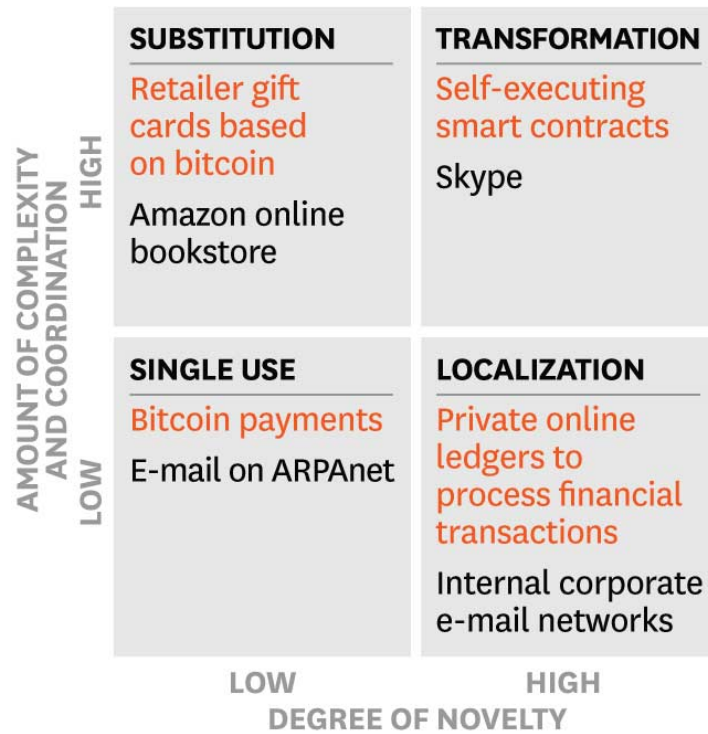 SUBSTITUTION
Retailer gift
cards based
on bitcoin
Amazon online
bookstore
TRANSFORMATION
Self-executing
smart contracts
Skype
SINGLE USE
Bitcoin payments
E-mail on ARPAnet
LOCALIZATION
Private online
ledgers to
process financial
transactions
Internal corporate
e-mail networks
AMOUNT OF COMPLEXITY
AND COORDINATION
HIGH
LOW
LOW
HIGH
DEGREE OF NOVELTY